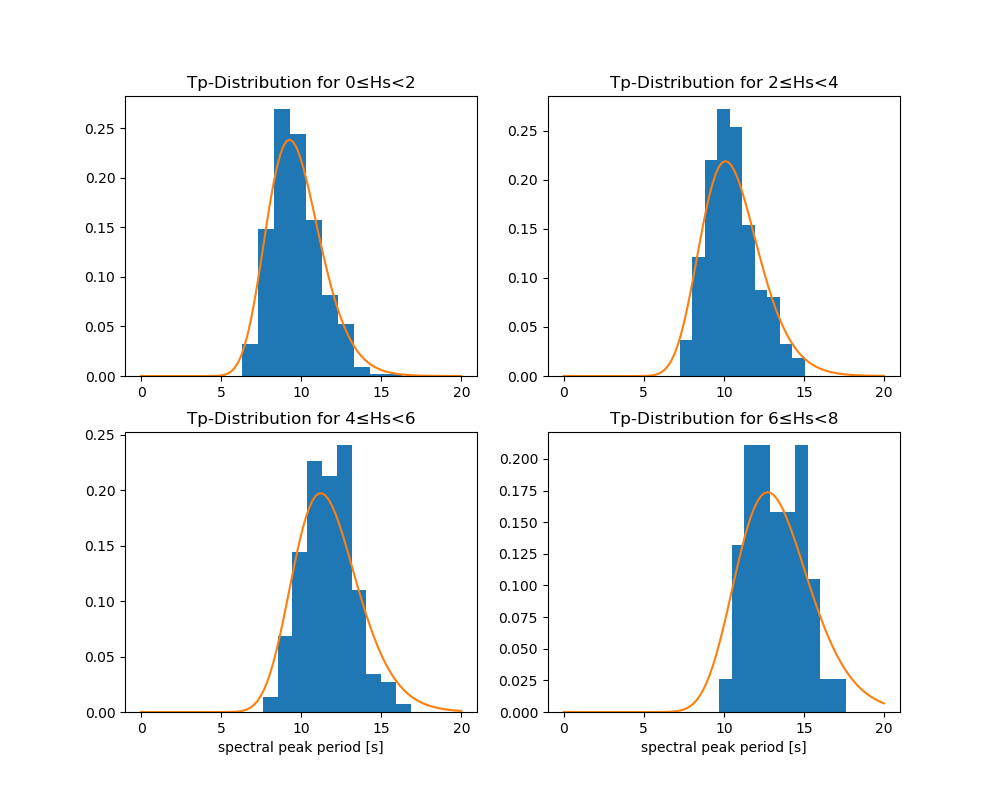 Tp-Distribution for 0≤Hs<2
0.25
0.20
0.15
0.10
0.05
0.00
0 5 10 15 20
Tp-Distribution for 2≤Hs<4
0.25
0.20
0.15
0.10
0.05
0.00
0 5 10 15 20
Tp-Distribution for 4≤Hs<6
0.25
0.20
0.15
0.10
0.05
0.00
0 5 10 15 20
spectral peak period [s]
Tp-Distribution for 6≤Hs<8
0.200
0.175
0.150
0.125
0.100
0.075
0.050
0.025
0.000
0 5 10 15 20
spectral peak period [s]